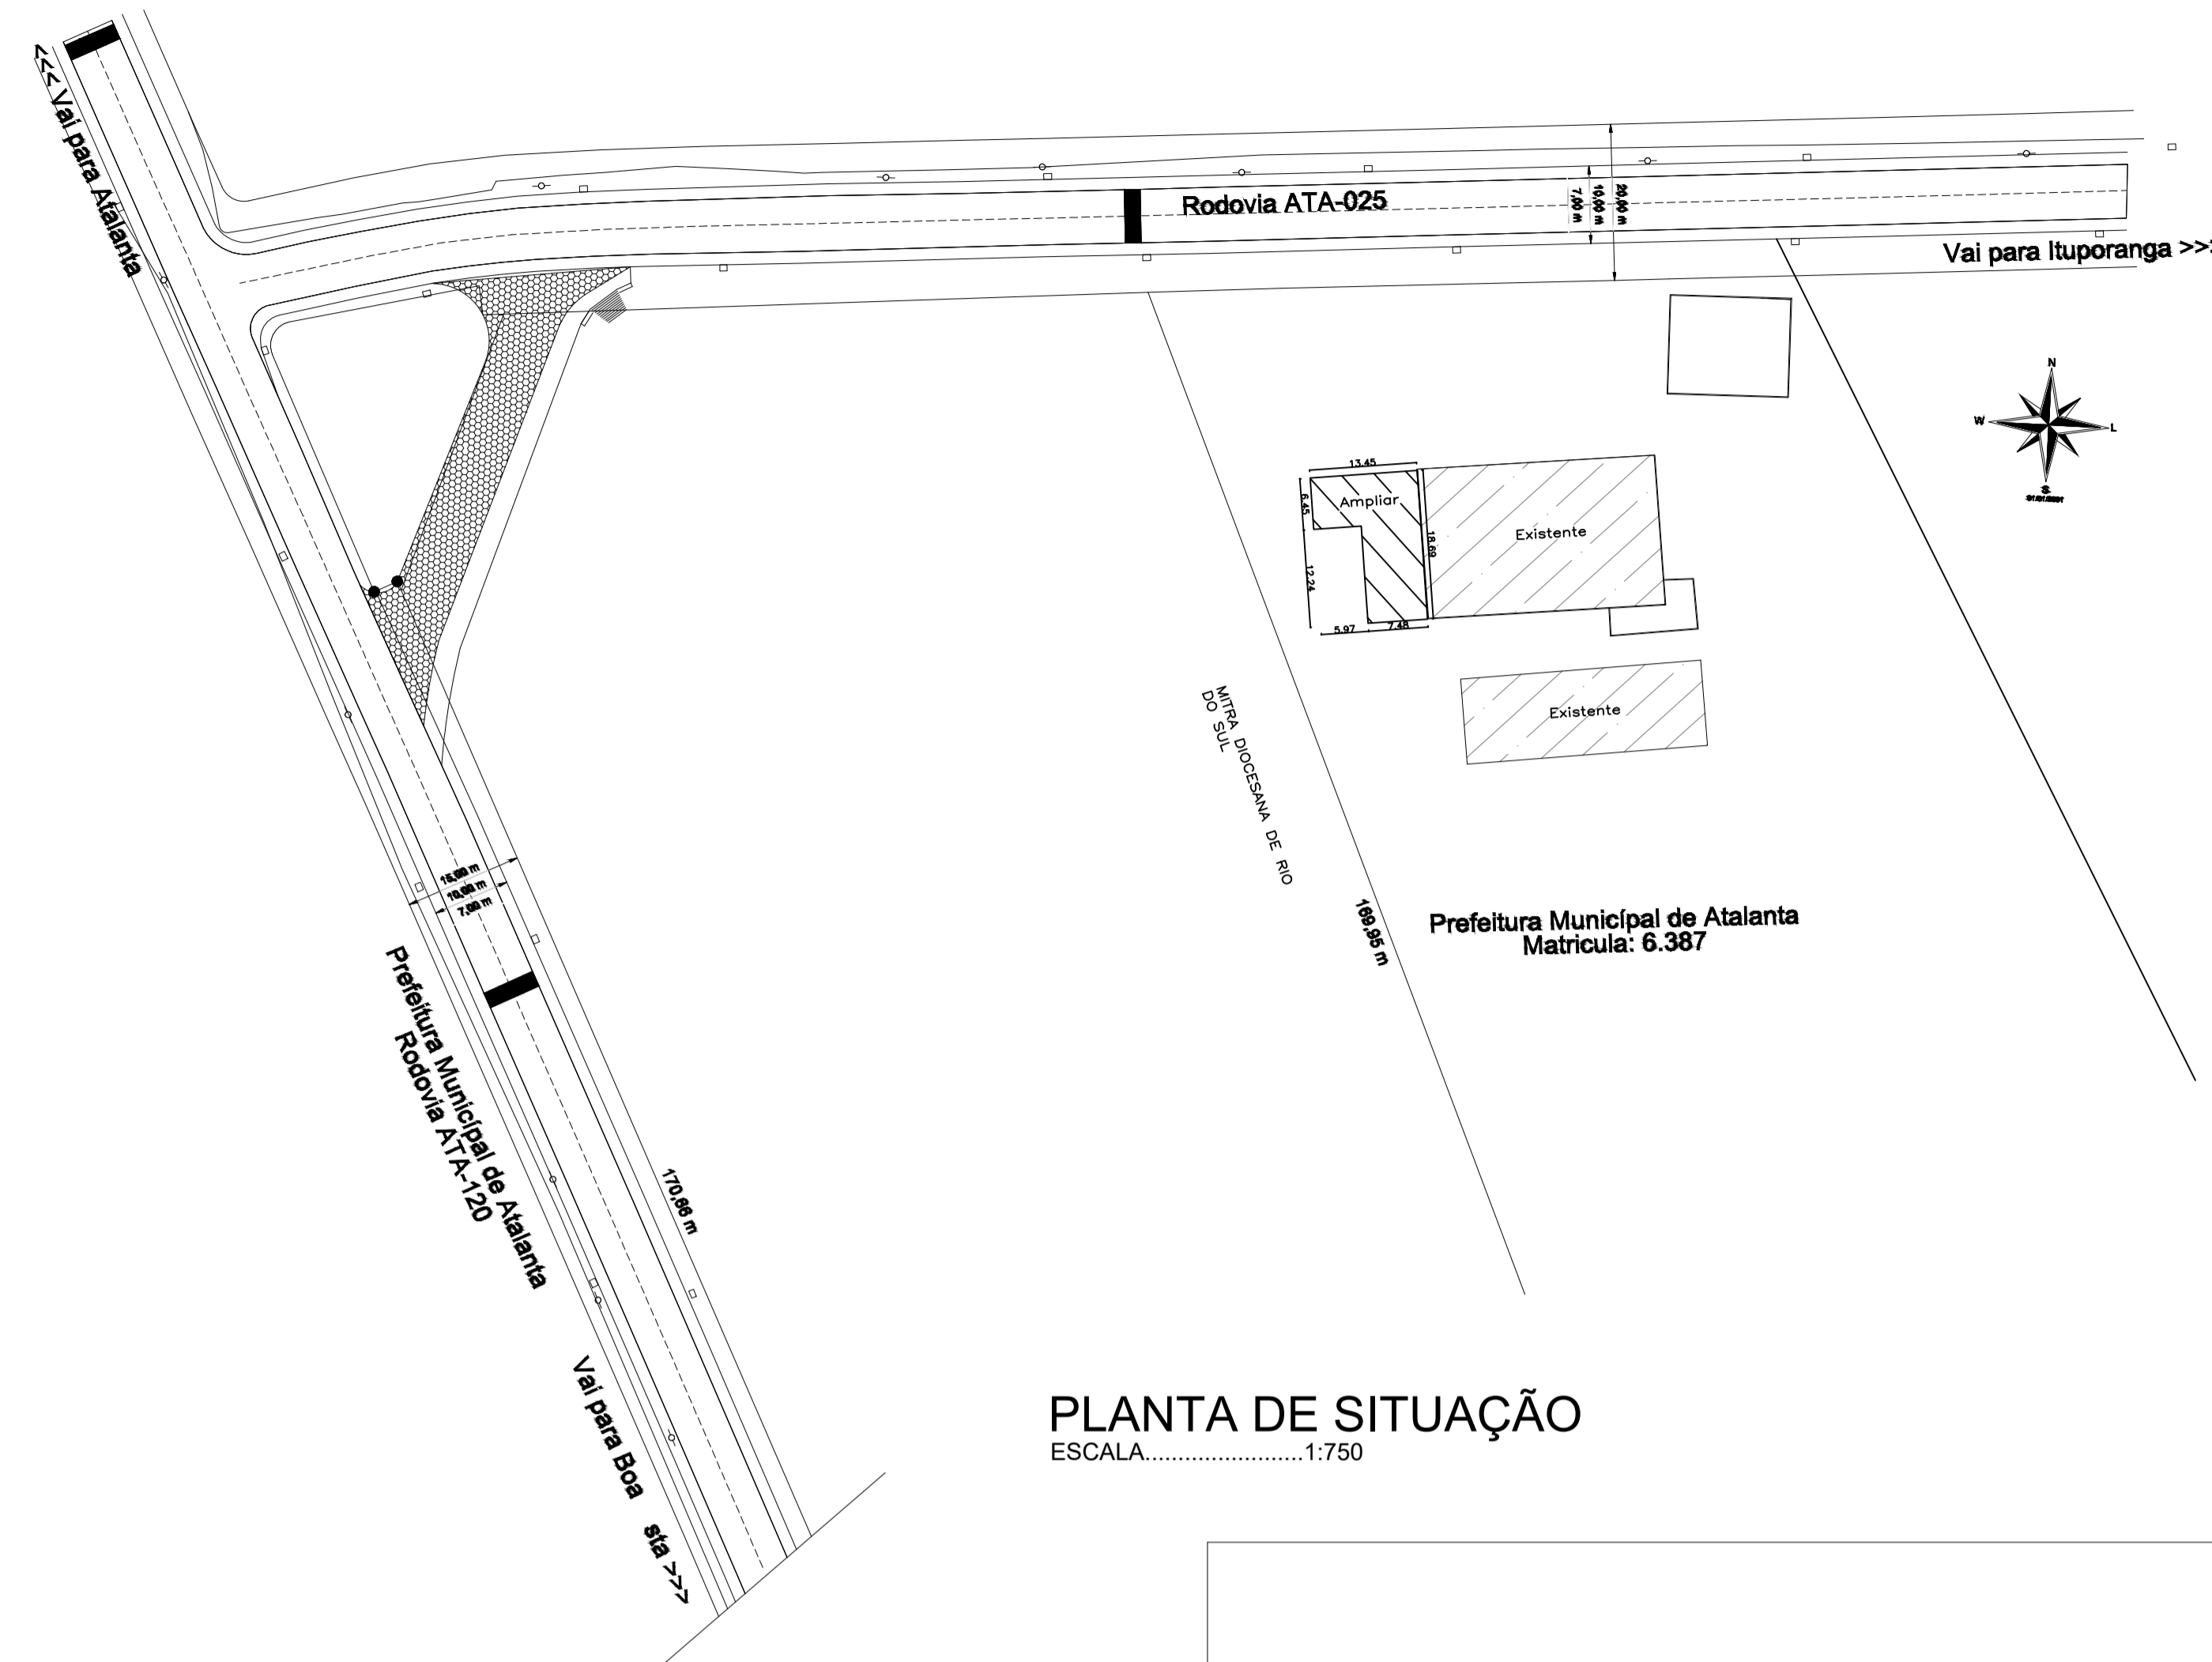 <<< Vai para Atalanta
Rodovia ATA-025
7,00 m
10,00 m
20,00 m
Vai para Ituporanga >>
N
W
L
S
13.45
6.45
Ampliar
18.69
Existente
12.24
5.97
7.48
Existente
MITRA DIOCESANA DE RIO
DO SUL
169,95 m
Prefeitura Municípal de Atalanta
Matricula: 6.387
15,00 m
10,00 m
7,00 m
Prefeitura Municípal de Atalanta
Rodovia ATA-120
170,66 m
Vai para Boa sta >>>
PLANTA DE SITUAÇÃO
ESCALA........................1:750